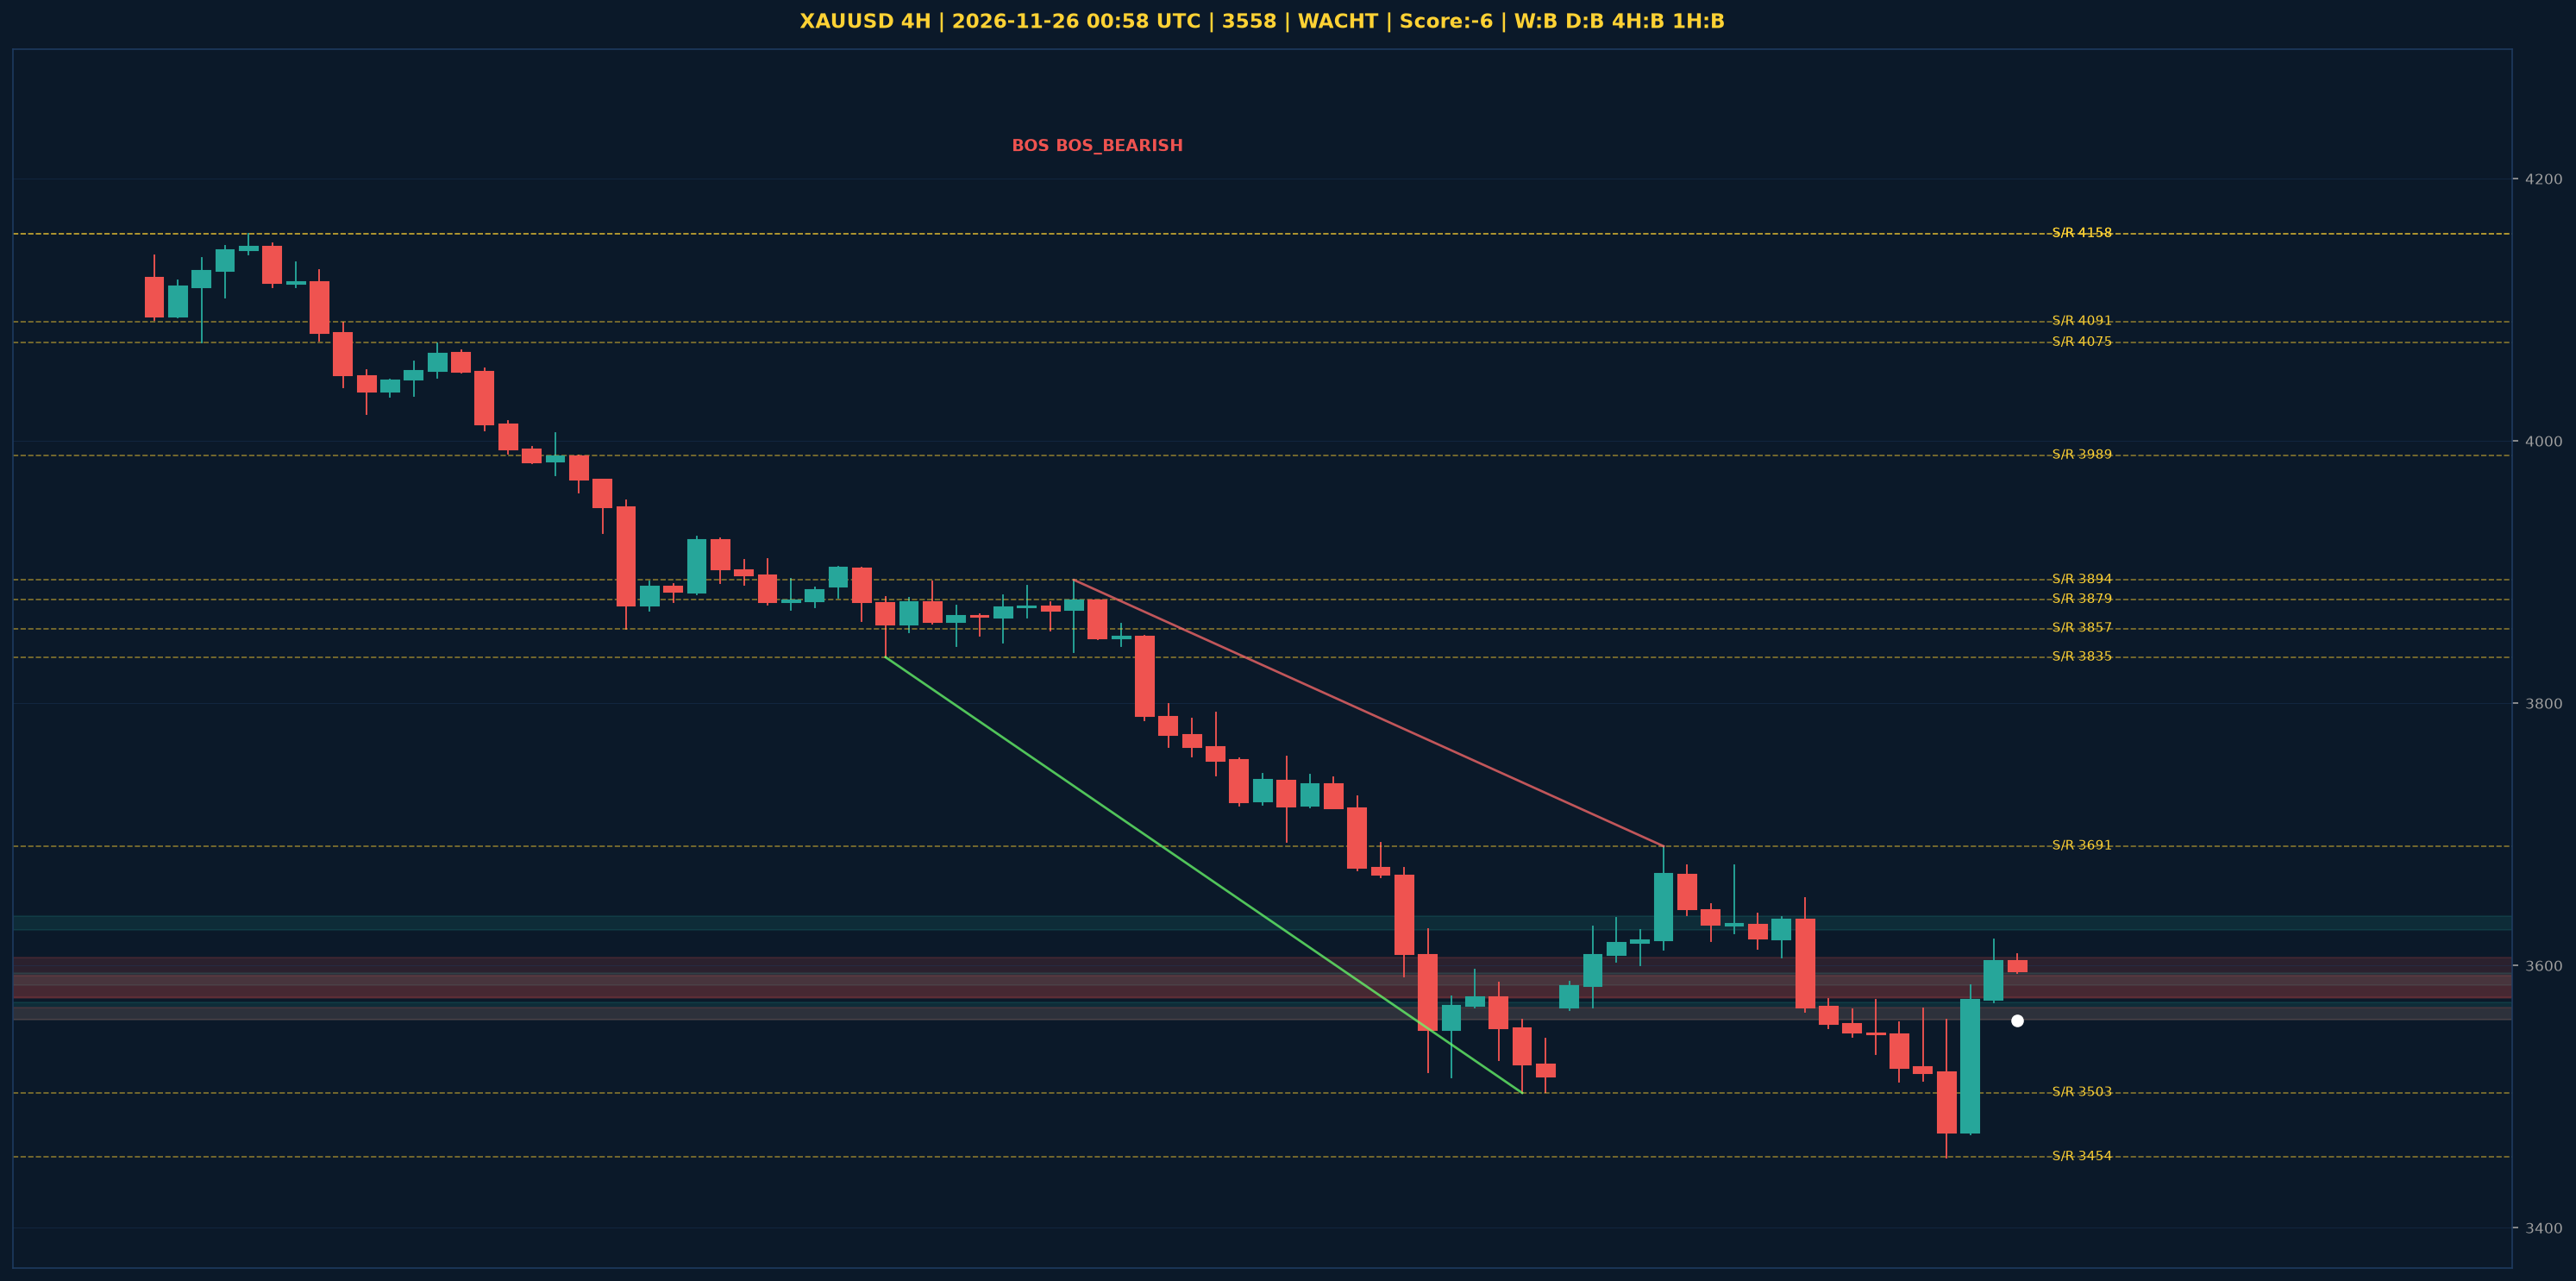 XAUUSD 4H | 2026-11-26 00:58 UTC | 3558 | WACHT | Score:-6 | W:B D:B 4H:B 1H:B
BOS BOS_BEARISH
4200
S/R 4158
S/R 4091
S/R 4075
4000
S/R 3989
S/R 3894
S/R 3879
S/R 3857
S/R 3835
3800
S/R 3691
3600
S/R 3503
S/R 3454
3400